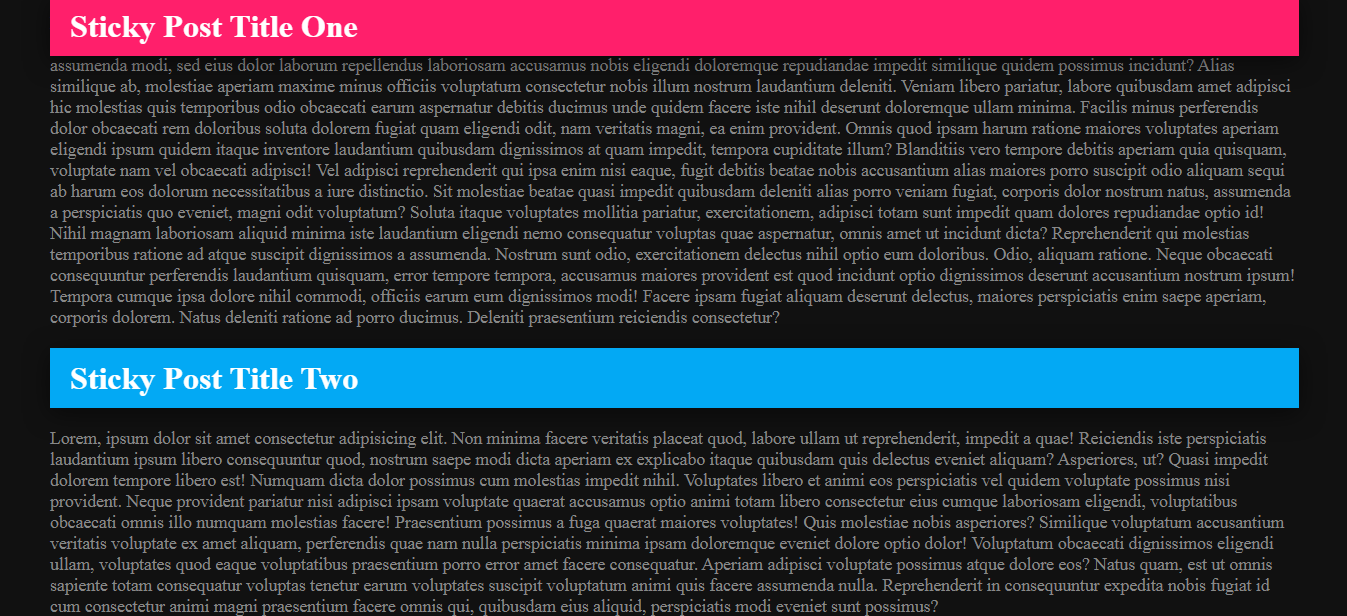 Sticky Post Title One
assumenda modi, sed eius dolor laborum repellendus laboriosam accusamus nobis eligendi doloremque repudiandae impedit similique quidem possimus incidunt? Alias
similique ab, molestiae aperiam maxime minus officiis voluptatum consectetur nobis illum nostrum laudantium deleniti. Veniam libero pariatur, labore quibusdam amet adipisci
hic molestias quis temporibus odio obcaecati earum aspernatur debitis ducimus unde quidem facere iste nihil deserunt doloremque ullam minima. Facilis minus perferendis
dolor obcaecati rem doloribus soluta dolorem fugiat quam eligendi odit, nam veritatis magni, ea enim provident. Omnis quod ipsam harum ratione maiores voluptates aperiam
eligendi ipsum quidem itaque inventore laudantium quibusdam dignissimos at quam impedit, tempora cupiditate illum? Blanditiis vero tempore debitis aperiam quia quisquam,
voluptate nam vel obcaecati adipisci! Vel adipisci reprehenderit qui ipsa enim nisi eaque, fugit debitis beatae nobis accusantium alias maiores porro suscipit odio aliquam sequi
ab harum eos dolorum necessitatibus a iure distinctio. Sit molestiae beatae quasi impedit quibusdam deleniti alias porro veniam fugiat, corporis dolor nostrum natus, assumenda
a perspiciatis quo eveniet, magni odit voluptatum? Soluta itaque voluptates mollitia pariatur, exercitationem, adipisci totam sunt impedit quam dolores repudiandae optio id!
Nihil magnam laboriosam aliquid minima iste laudantium eligendi nemo consequatur voluptas quae aspernatur, omnis amet ut incidunt dicta? Reprehenderit qui molestias
temporibus ratione ad atque suscipit dignissimos a assumenda. Nostrum sunt odio, exercitationem delectus nihil optio eum doloribus. Odio, aliquam ratione. Neque obcaecati
consequuntur perferendis laudantium quisquam, error tempore tempora, accusamus maiores provident est quod incidunt optio dignissimos deserunt accusantium nostrum ipsum!
Tempora cumque ipsa dolore nihil commodi, officiis earum eum dignissimos modi! Facere ipsam fugiat aliquam deserunt delectus, maiores perspiciatis enim saepe aperiam,
corporis dolorem. Natus deleniti ratione ad porro ducimus. Deleniti praesentium reiciendis consectetur?
Sticky Post Title Two
Lorem, ipsum dolor sit amet consectetur adipisicing elit. Non minima facere veritatis placeat quod, labore ullam ut reprehenderit, impedit a quae! Reiciendis iste perspiciatis
laudantium ipsum libero consequuntur quod, nostrum saepe modi dicta aperiam ex explicabo itaque quibusdam quis delectus eveniet aliquam? Asperiores, ut? Quasi impedit
dolorem tempore libero est! Numquam dicta dolor possimus cum molestias impedit nihil. Voluptates libero et animi eos perspiciatis vel quidem voluptate possimus nisi
provident. Neque provident pariatur nisi adipisci ipsam voluptate quaerat accusamus optio animi totam libero consectetur eius cumque laboriosam eligendi, voluptatibus
obcaecati omnis illo numquam molestias facere! Praesentium possimus a fuga quaerat maiores voluptates! Quis molestiae nobis asperiores? Similique voluptatum accusantium
veritatis voluptate ex amet aliquam, perferendis quae nam nulla perspiciatis minima ipsam doloremque eveniet dolore optio dolor! Voluptatum obcaecati dignissimos eligendi
ullam, voluptates quod eaque voluptatibus praesentium porro error amet facere consequatur. Aperiam adipisci voluptate possimus atque dolore eos? Natus quam, est ut omnis
sapiente totam consequatur voluptas tenetur earum voluptates suscipit voluptatum animi quis facere assumenda nulla. Reprehenderit in consequuntur expedita nobis fugiat id
cum consectetur animi magni praesentium facere omnis qui, quibusdam eius aliquid, perspiciatis modi eveniet sunt possimus?